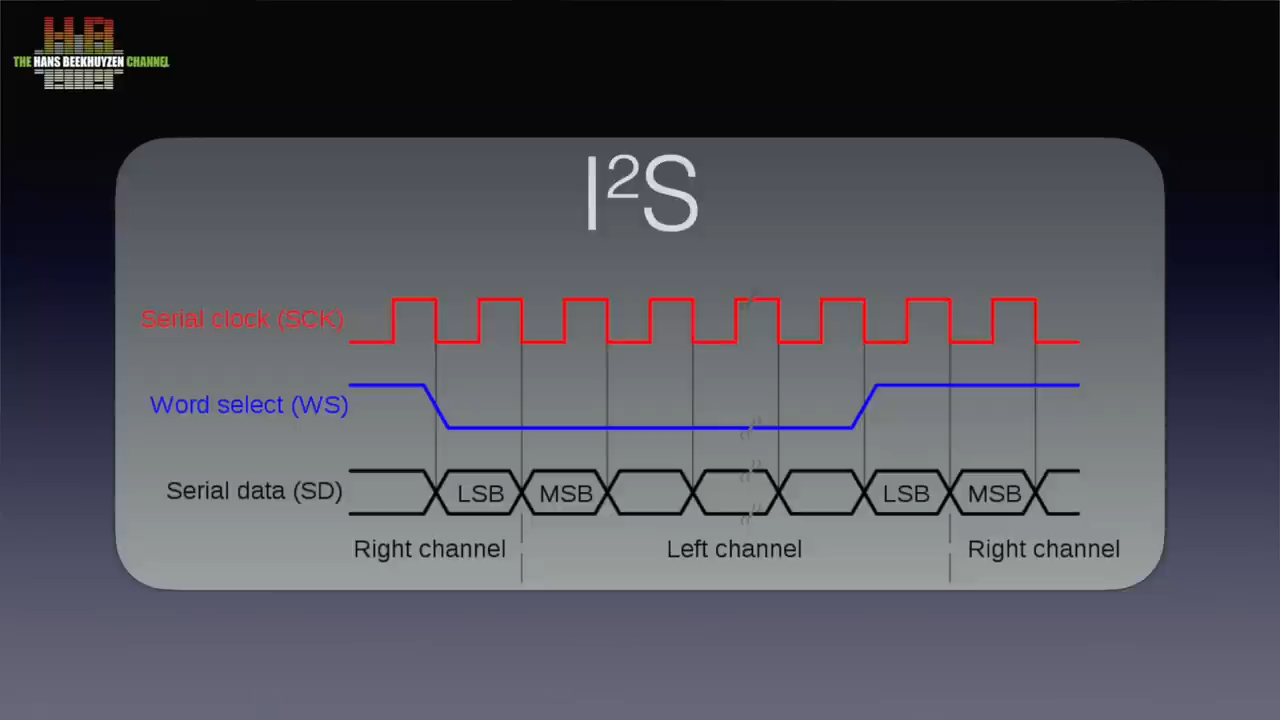 HB
THE HANS BEEKHUYZEN CHANNEL
I²S
Serial clock (SCK)
Word select (WS)
Serial data (SD)
LSB MSB LSB MSB
Right channel Left channel Right channel